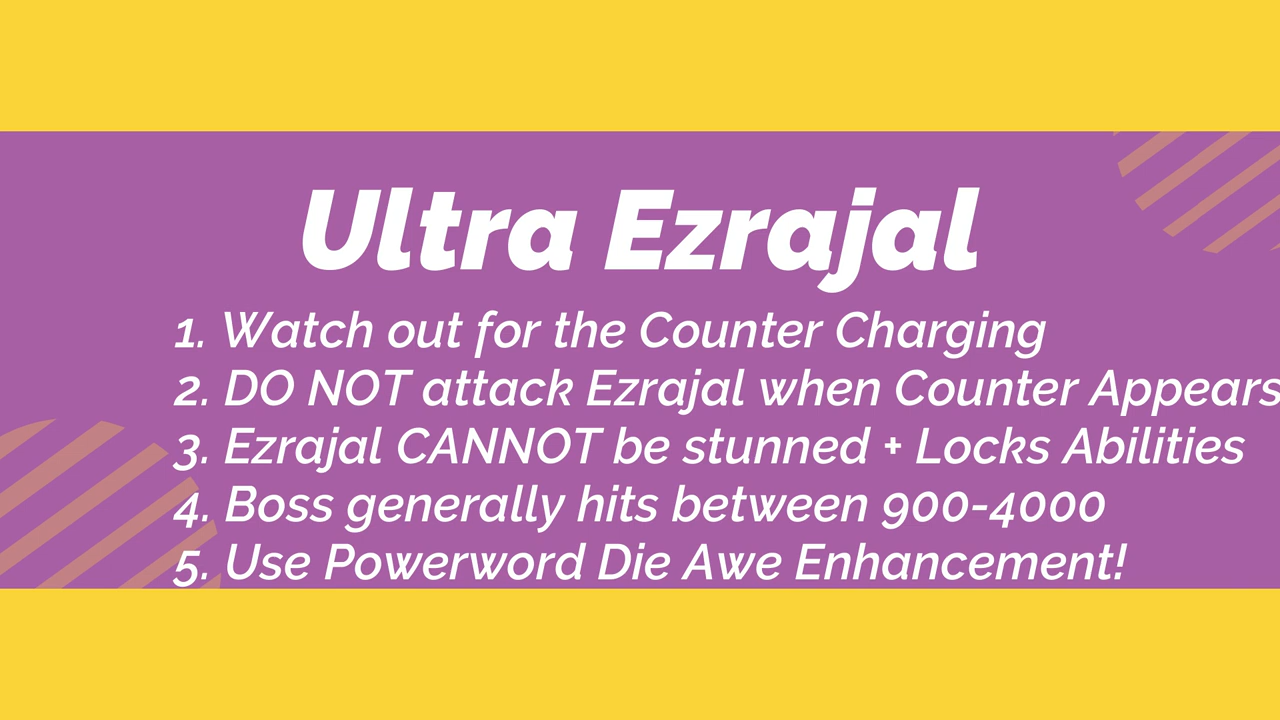 Ultra Ezrajal
1. Watch out for the Counter Charging
2. DO NOT attack Ezrajal when Counter Appears
3. Ezrajal CANNOT be stunned + Locks Abilities
4. Boss generally hits between 900-4000
5. Use Powerword Die Awe Enhancement!